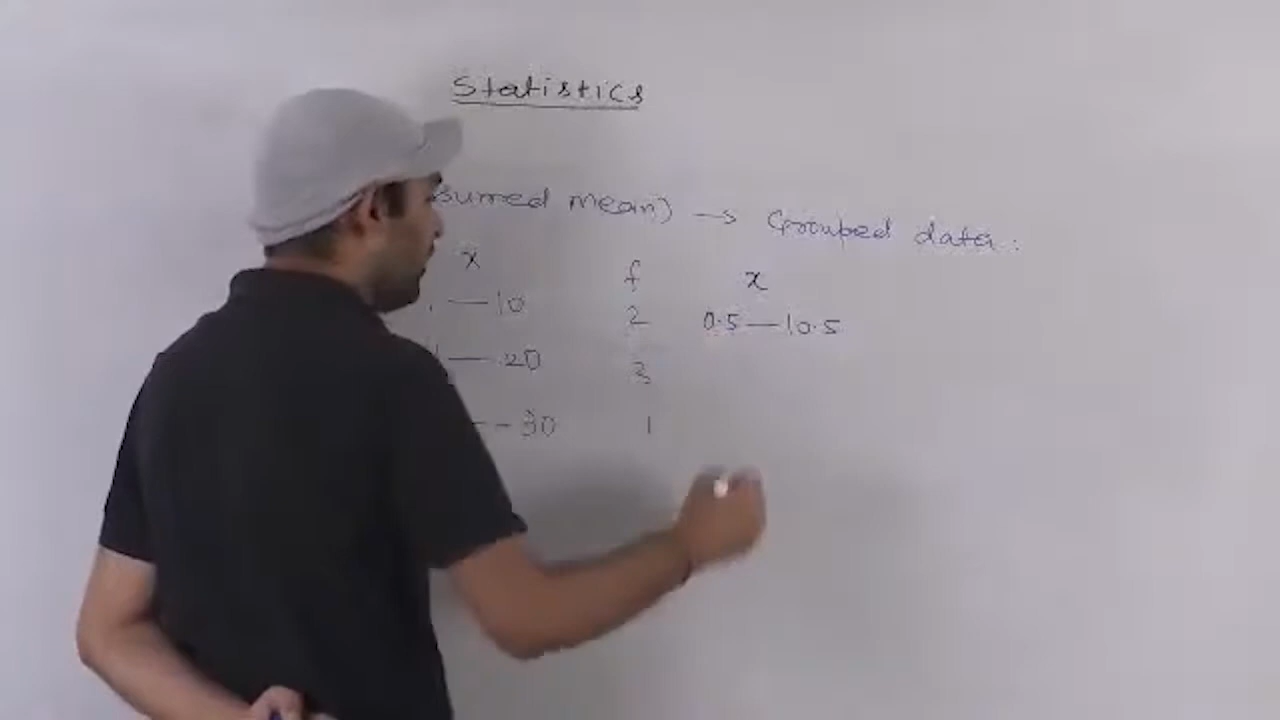 Statistics
sumed mean) → Grouped data:
x f x
— 10 2 0.5 — 10.5
— 20 3
— 30 1